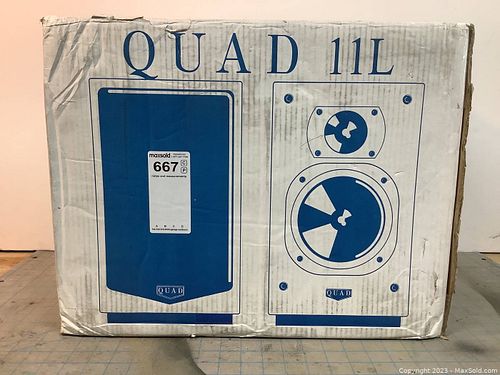 QUAD 11L
maxsold
667
QUAD
QUAD
Copyright ©2023 - MaxSold.com